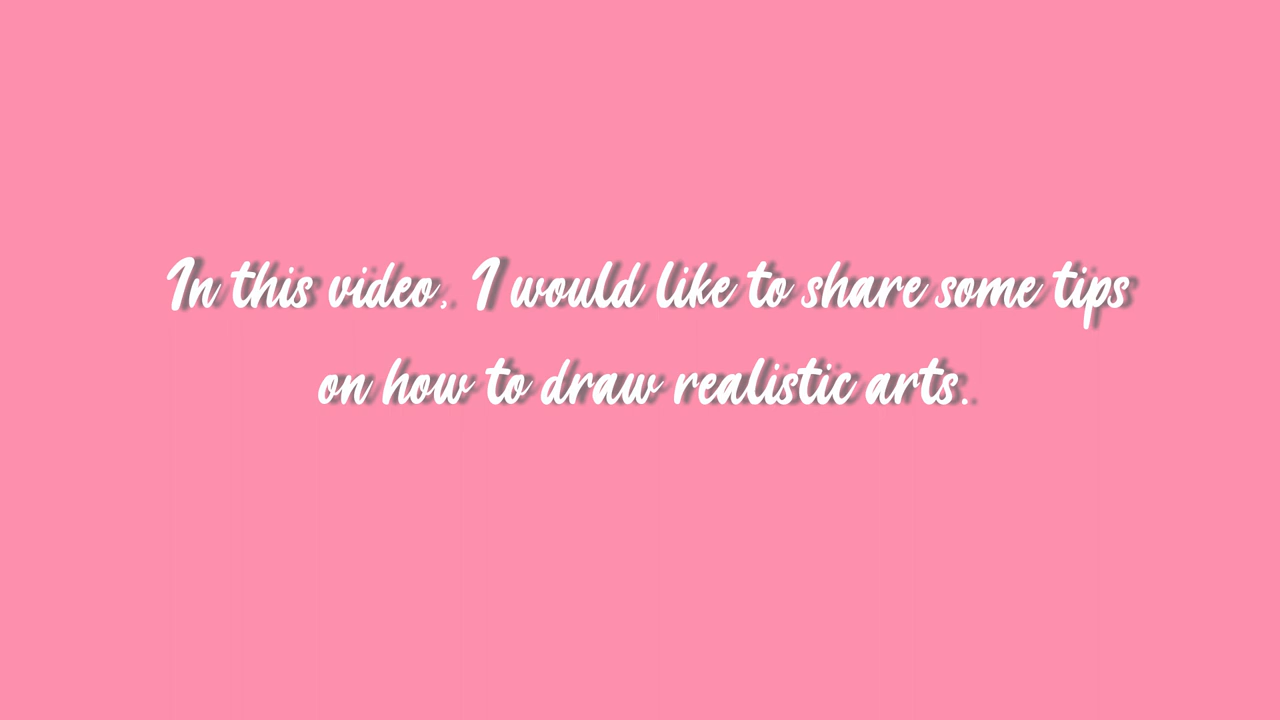 In this video, I would like to share some tips
on how to draw realistic arts.